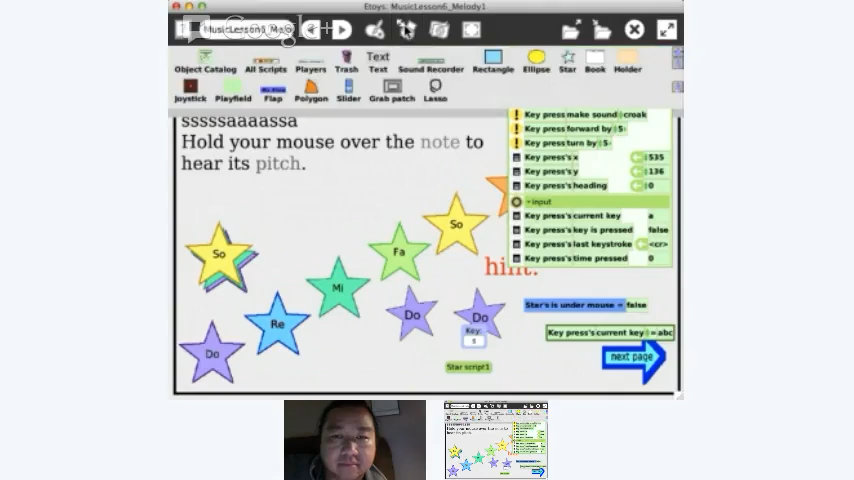 Etoys: MusicLesson6_Melody1
MusicLesson6_Melo
Google+
Object Catalog All Scripts Players Trash Text Sound Recorder Rectangle Ellipse Star Book Holder
Text
Joystick Playfield Flap Polygon Slider Grab patch Lasso
sssssaaaassa
Hold your mouse over the note to
hear its pitch.
Key press make sound croak
Key press forward by 5
Key press turn by 5
Key press's x 535
Key press's y 136
Key press's heading 0
input
Key press's current key a
Key press's key is pressed false
Key press's last keystroke <cr>
Key press's time pressed 0
So
So
Fa
Mi
Re
Do
Do
Do
Key:
s
hint:
Star's is under mouse = false
Key press's current key = abc
Star script1
next page